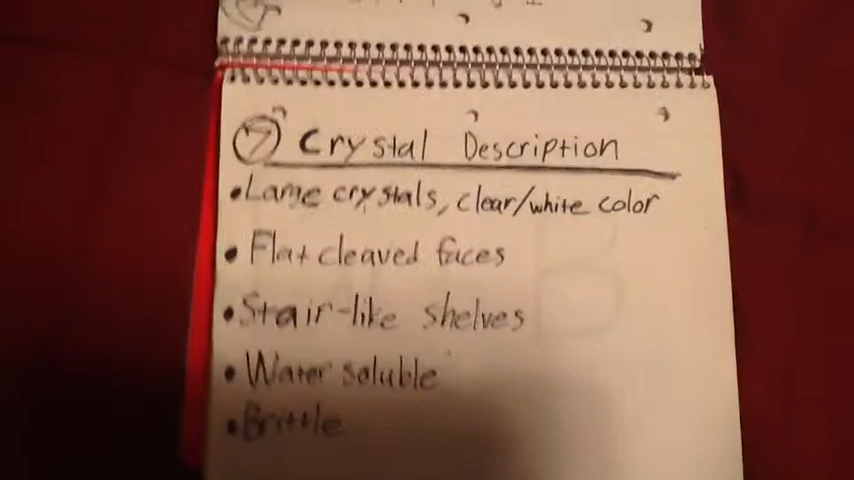 7 Crystal Description
• Large crystals, clear/white color
• Flat cleaved faces
• Stair-like shelves
• Water soluble
• Brittle